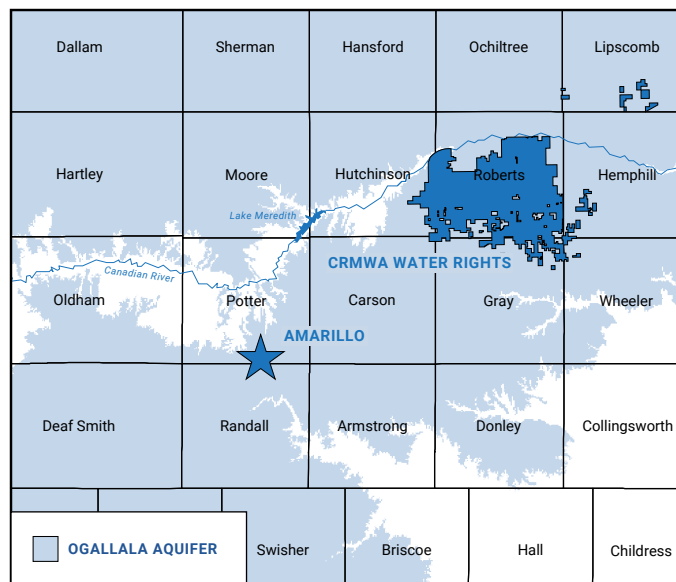 Dallam
Sherman
Hansford
Ochiltree
Lipscomb
Hartley
Moore
Hutchinson
Roberts
Hemphill
Lake Meredith
Canadian River
CRMWA WATER RIGHTS
Oldham
Potter
Carson
Gray
Wheeler
AMARILLO
Deaf Smith
Randall
Armstrong
Donley
Collingsworth
OGALLALA AQUIFER
Swisher
Briscoe
Hall
Childress